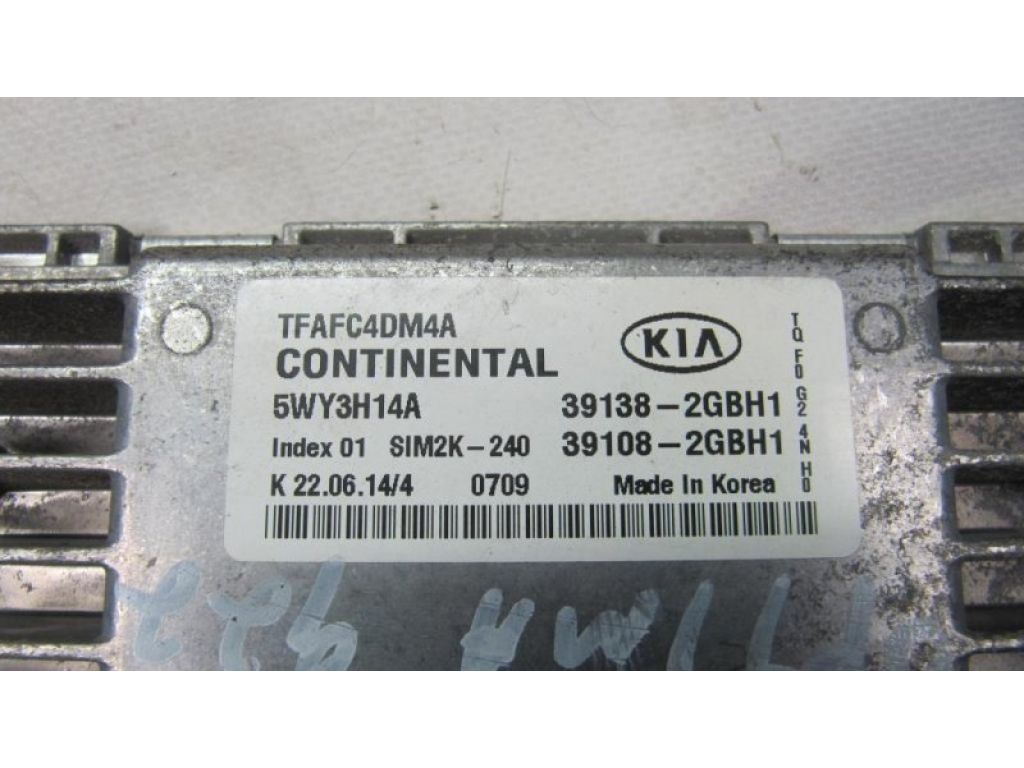 TFAFC4DM4A
CONTINENTAL
KIA
5WY3H14A 39138-2GBH1
Index 01 SIM2K-240 39108-2GBH1
K 22.06.14/4 0709 Made In Korea
TQ F0 G2 4N H0